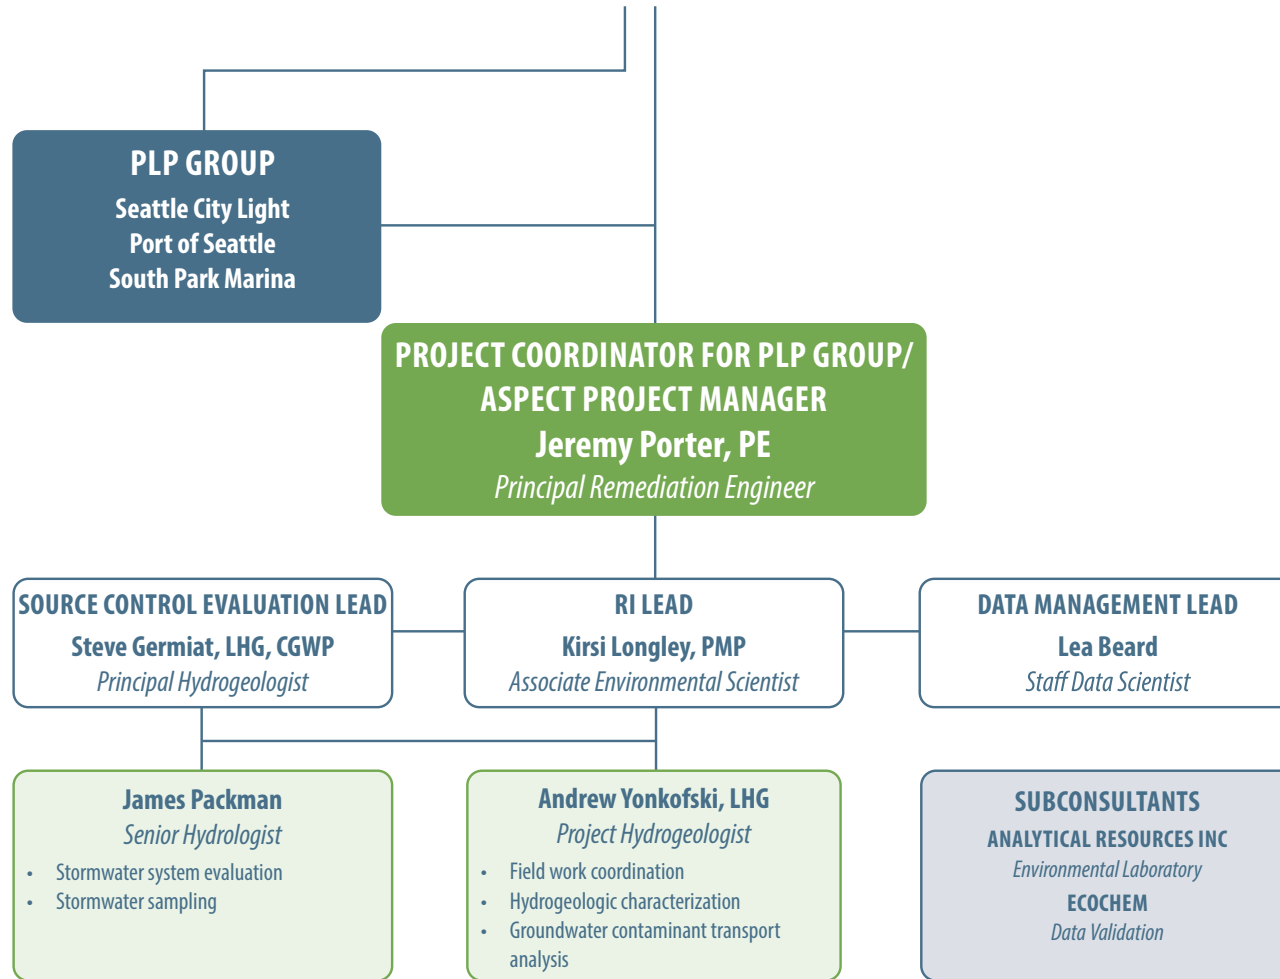 PLP GROUP
Seattle City Light
Port of Seattle
South Park Marina
PROJECT COORDINATOR FOR PLP GROUP/
ASPECT PROJECT MANAGER
Jeremy Porter, PE
Principal Remediation Engineer
SOURCE CONTROL EVALUATION LEAD
Steve Germiat, LHG, CGWP
Principal Hydrogeologist
RI LEAD
Kirsi Longley, PMP
Associate Environmental Scientist
DATA MANAGEMENT LEAD
Lea Beard
Staff Data Scientist
James Packman
Senior Hydrologist
• Stormwater system evaluation
• Stormwater sampling
Andrew Yonkofski, LHG
Project Hydrogeologist
• Field work coordination
• Hydrogeologic characterization
• Groundwater contaminant transport
analysis
SUBCONSULTANTS
ANALYTICAL RESOURCES INC
Environmental Laboratory
ECOCHEM
Data Validation